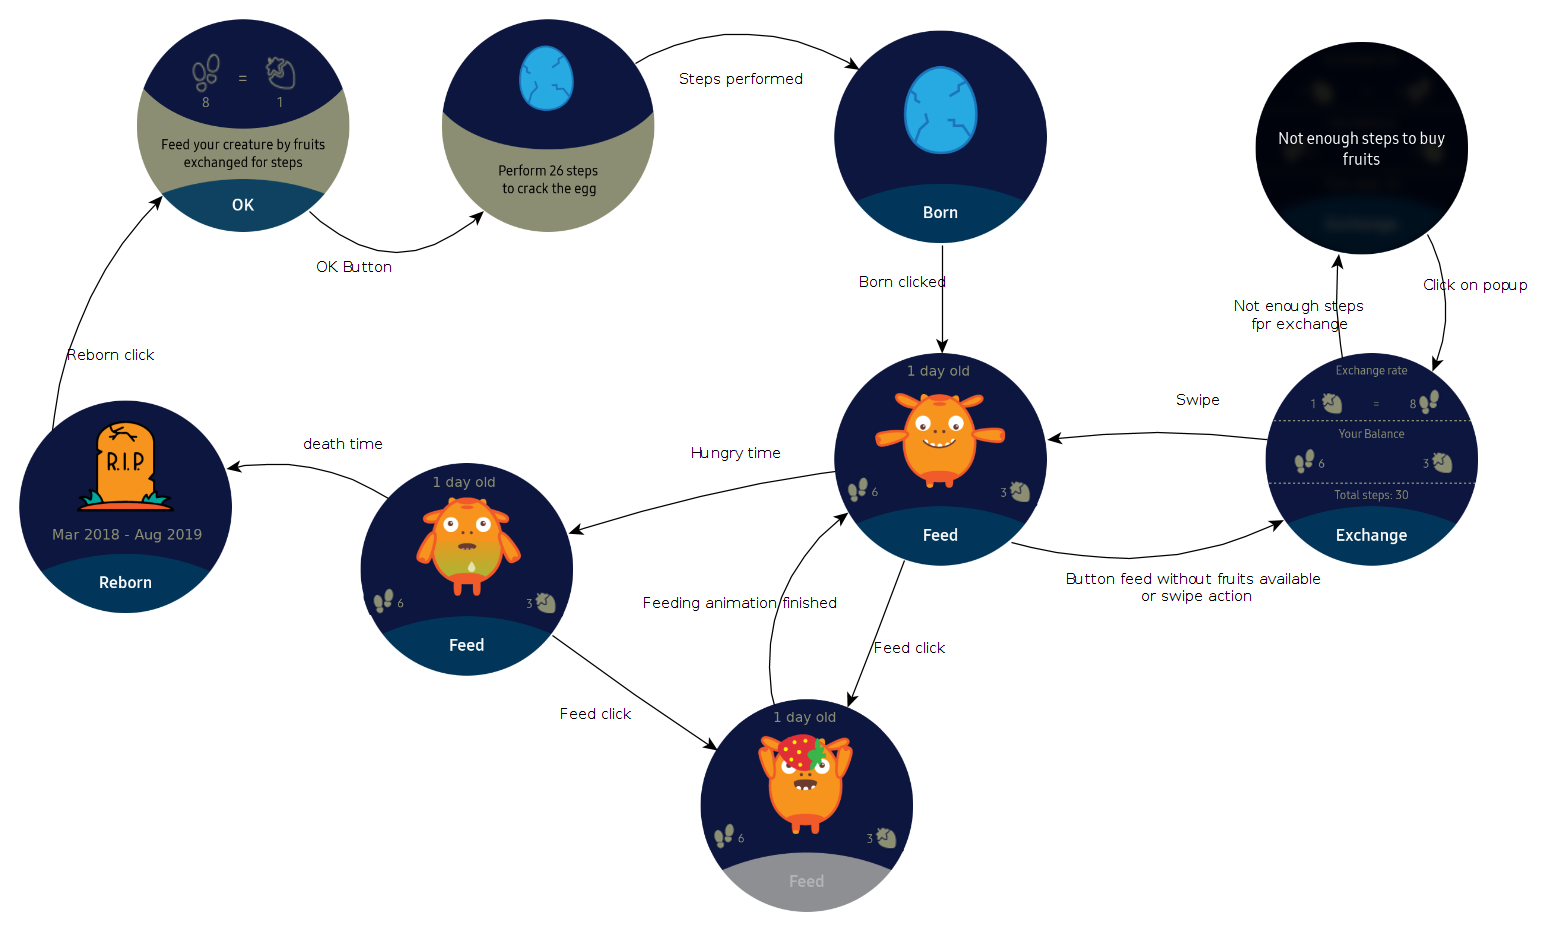 8 = 1
Feed your creature by fruits
exchanged for steps
OK
OK Button
Perform 26 steps
to crack the egg
Steps performed
Born
Born clicked
Not enough steps to buy
fruits
Not enough steps
fpr exchange
Click on popup
Exchange rate
1 = 8
Your Balance
6 3
Total steps: 30
Exchange
Swipe
Button feed without fruits available
or swipe action
1 day old
6 3
Feed
Hungry time
Feed click
Feeding animation finished
1 day old
6 3
Feed
death time
Feed click
1 day old
6 3
Feed
R.I.P
Mar 2018 - Aug 2019
Reborn
Reborn click